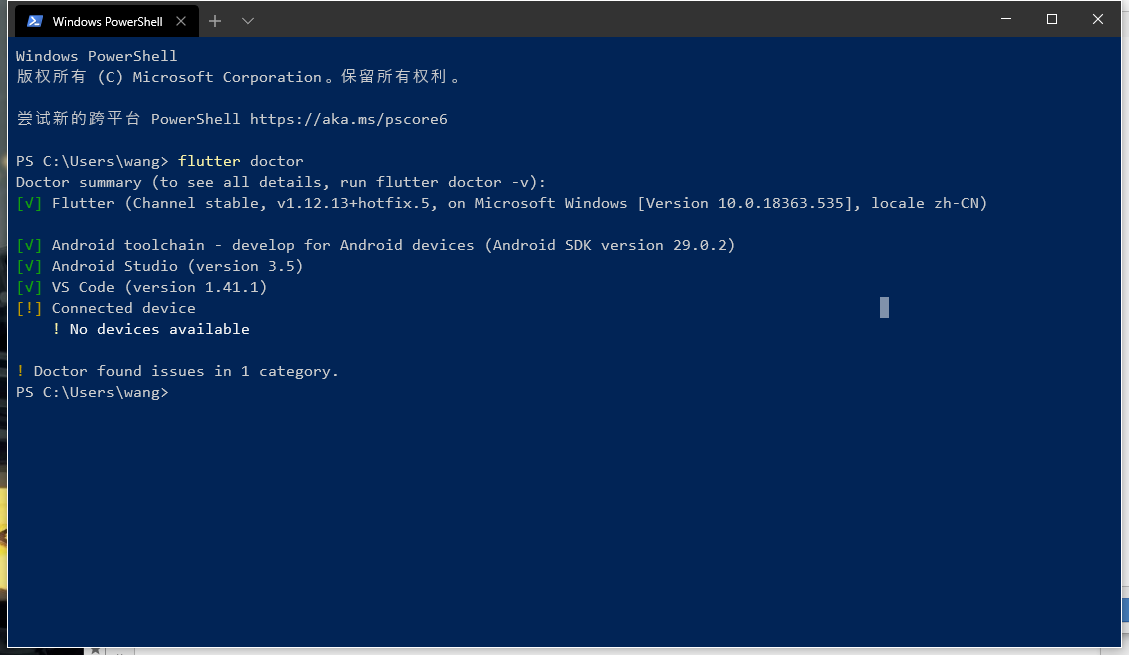 Windows PowerShell
Windows PowerShell
版权所有 (C) Microsoft Corporation。保留所有权利。
尝试新的跨平台 PowerShell https://aka.ms/pscore6
PS C:\Users\wang> flutter doctor
Doctor summary (to see all details, run flutter doctor -v):
[√] Flutter (Channel stable, v1.12.13+hotfix.5, on Microsoft Windows [Version 10.0.18363.535], locale zh-CN)
[√] Android toolchain - develop for Android devices (Android SDK version 29.0.2)
[√] Android Studio (version 3.5)
[√] VS Code (version 1.41.1)
[!] Connected device
! No devices available
! Doctor found issues in 1 category.
PS C:\Users\wang>